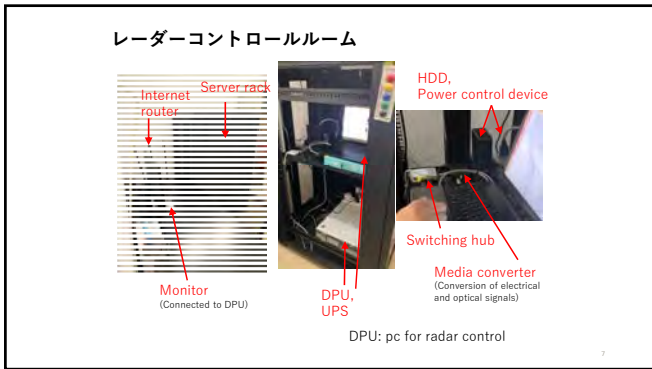 レーダーコントロールルーム
Internet
router
Server rack
HDD,
Power control device
Switching hub
Monitor
(Connected to DPU)
DPU,
UPS
Media converter
(Conversion of electrical
and optical signals)
DPU: pc for radar control
7